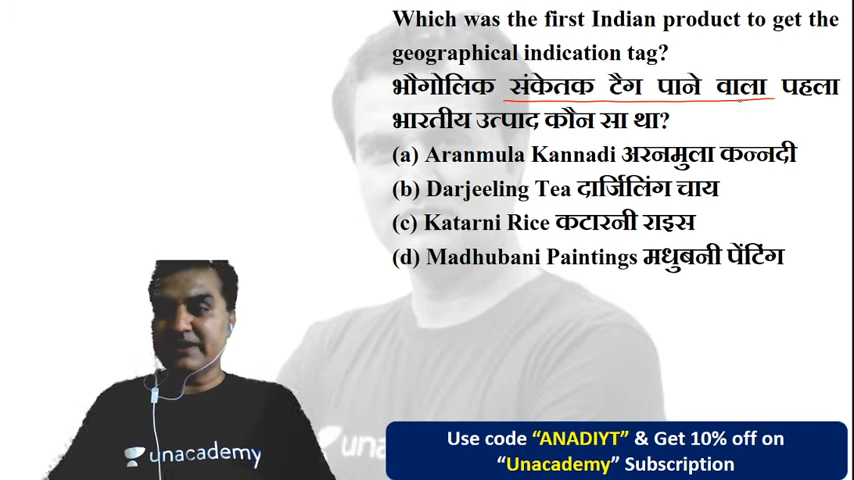 Which was the first Indian product to get the
geographical indication tag?
भौगोलिक संकेतक टैग पाने वाला पहला
भारतीय उत्पाद कौन सा था?
(a) Aranmula Kannadi अरनमुला कन्नदी
(b) Darjeeling Tea दार्जिलिंग चाय
(c) Katarni Rice कटारनी राइस
(d) Madhubani Paintings मधुबनी पेंटिंग
unacademy
una
Use code “ANADIYT” & Get 10% off on
“Unacademy” Subscription